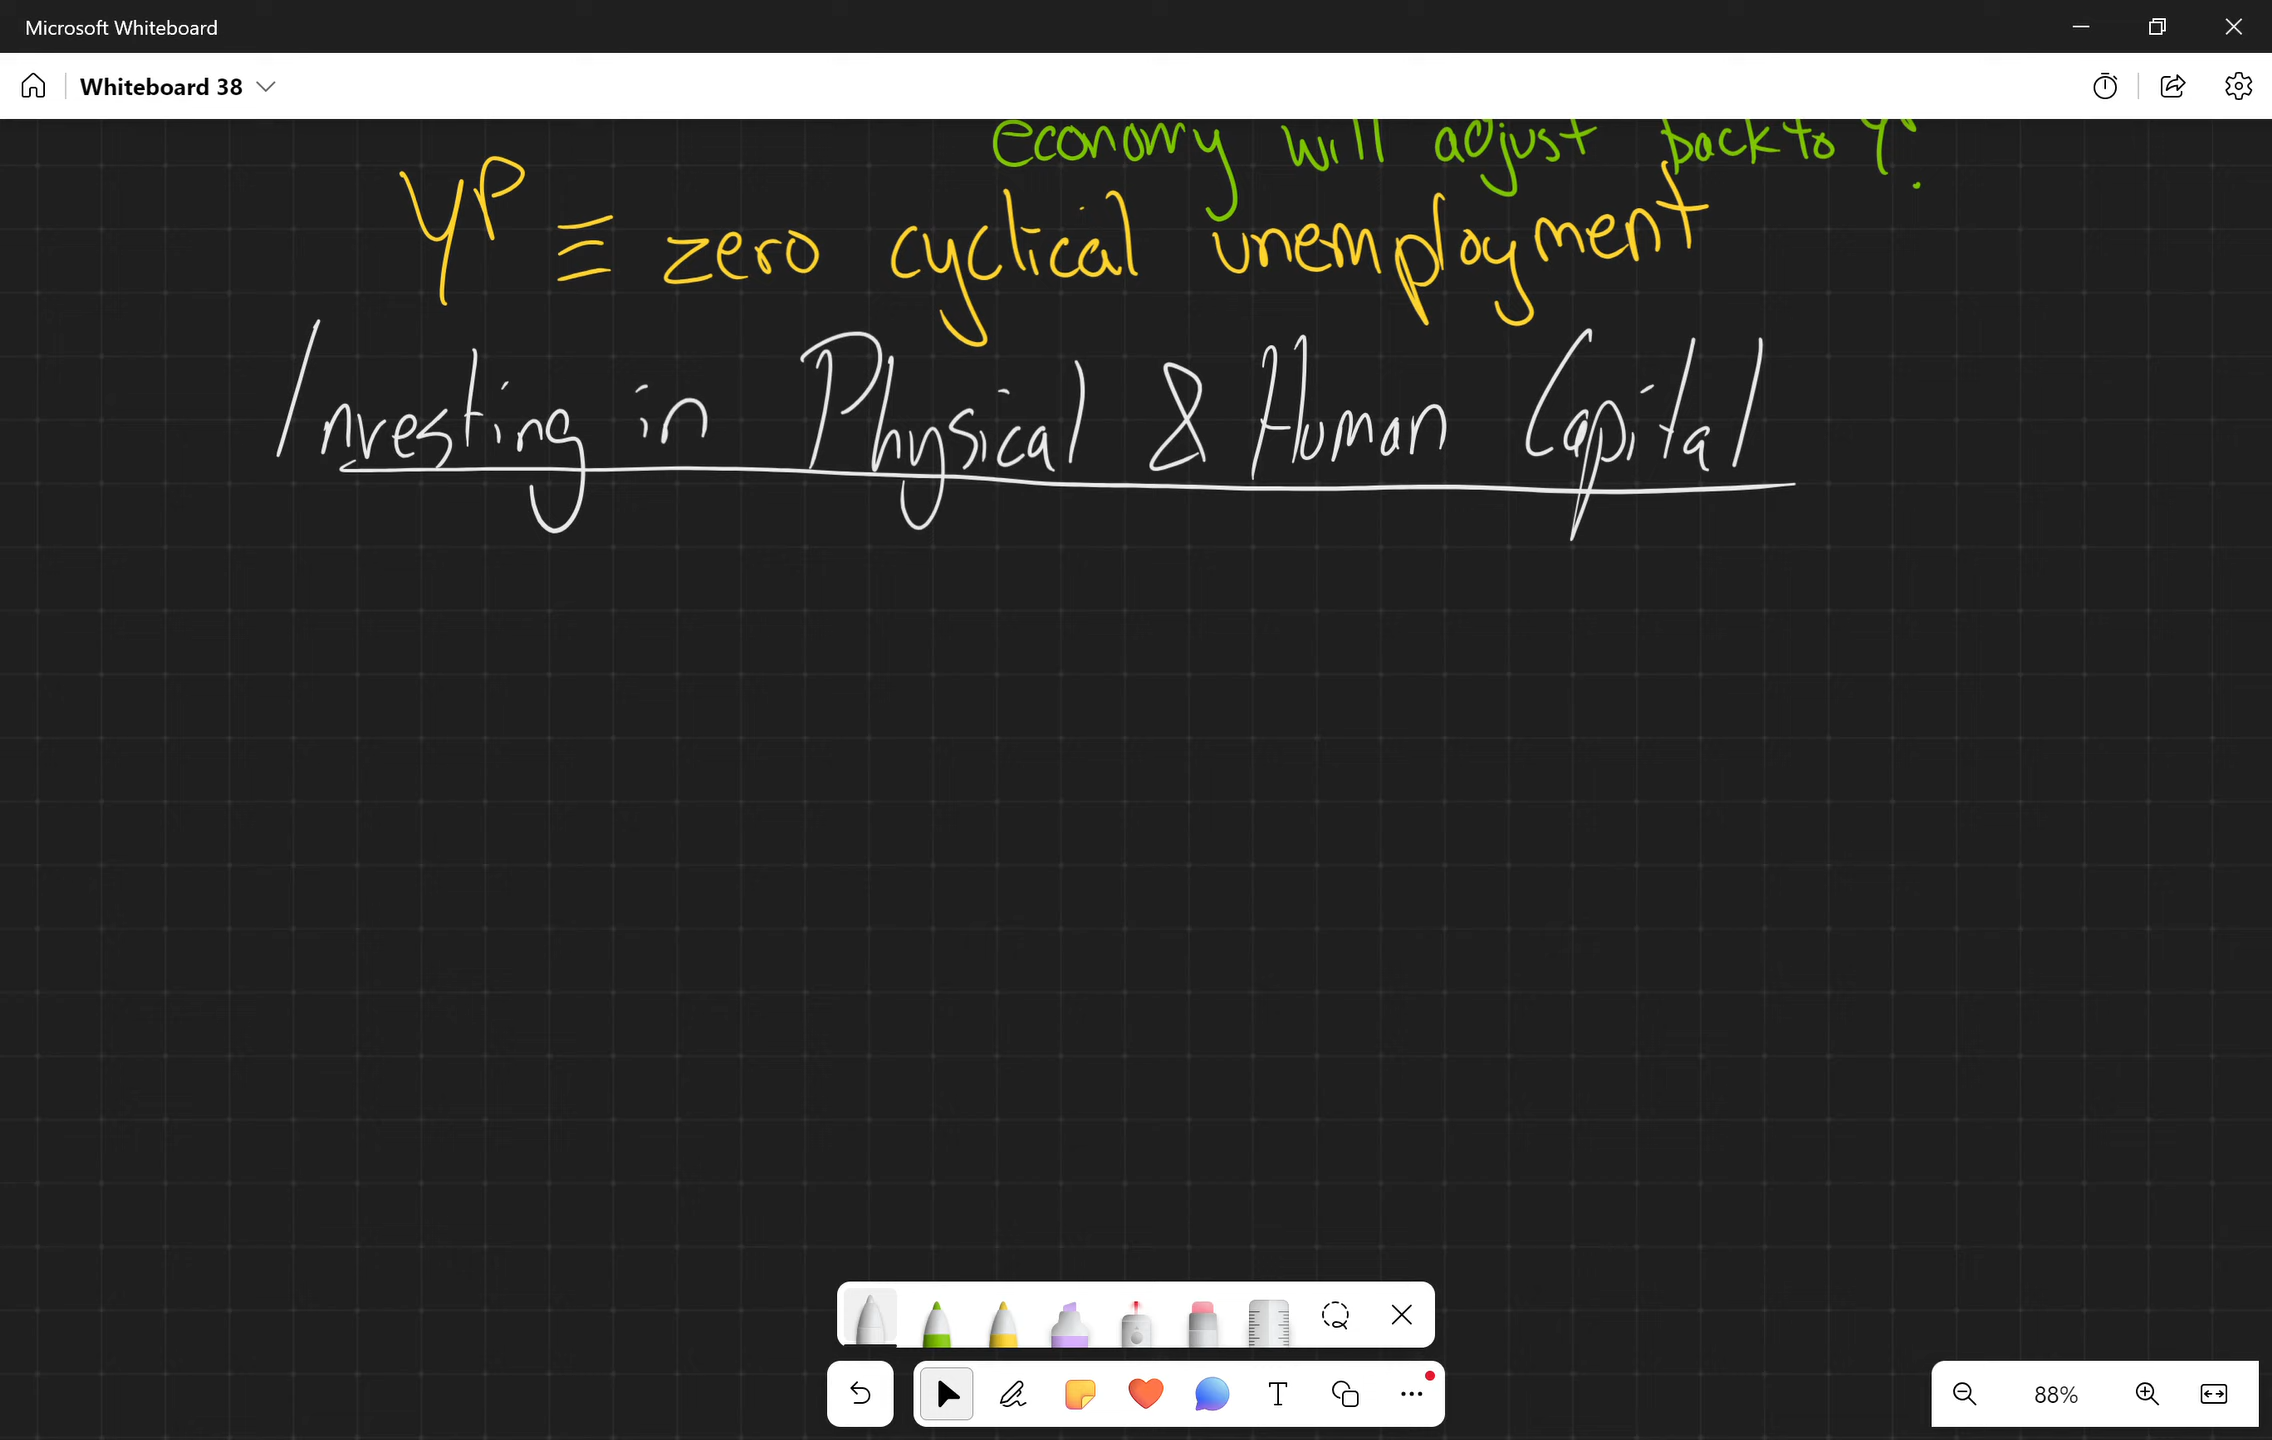 Microsoft Whiteboard
Whiteboard 38
economy will adjust back to YP.
YP ≡ zero cyclical unemployment
Investing in Physical & Human Capital
88%